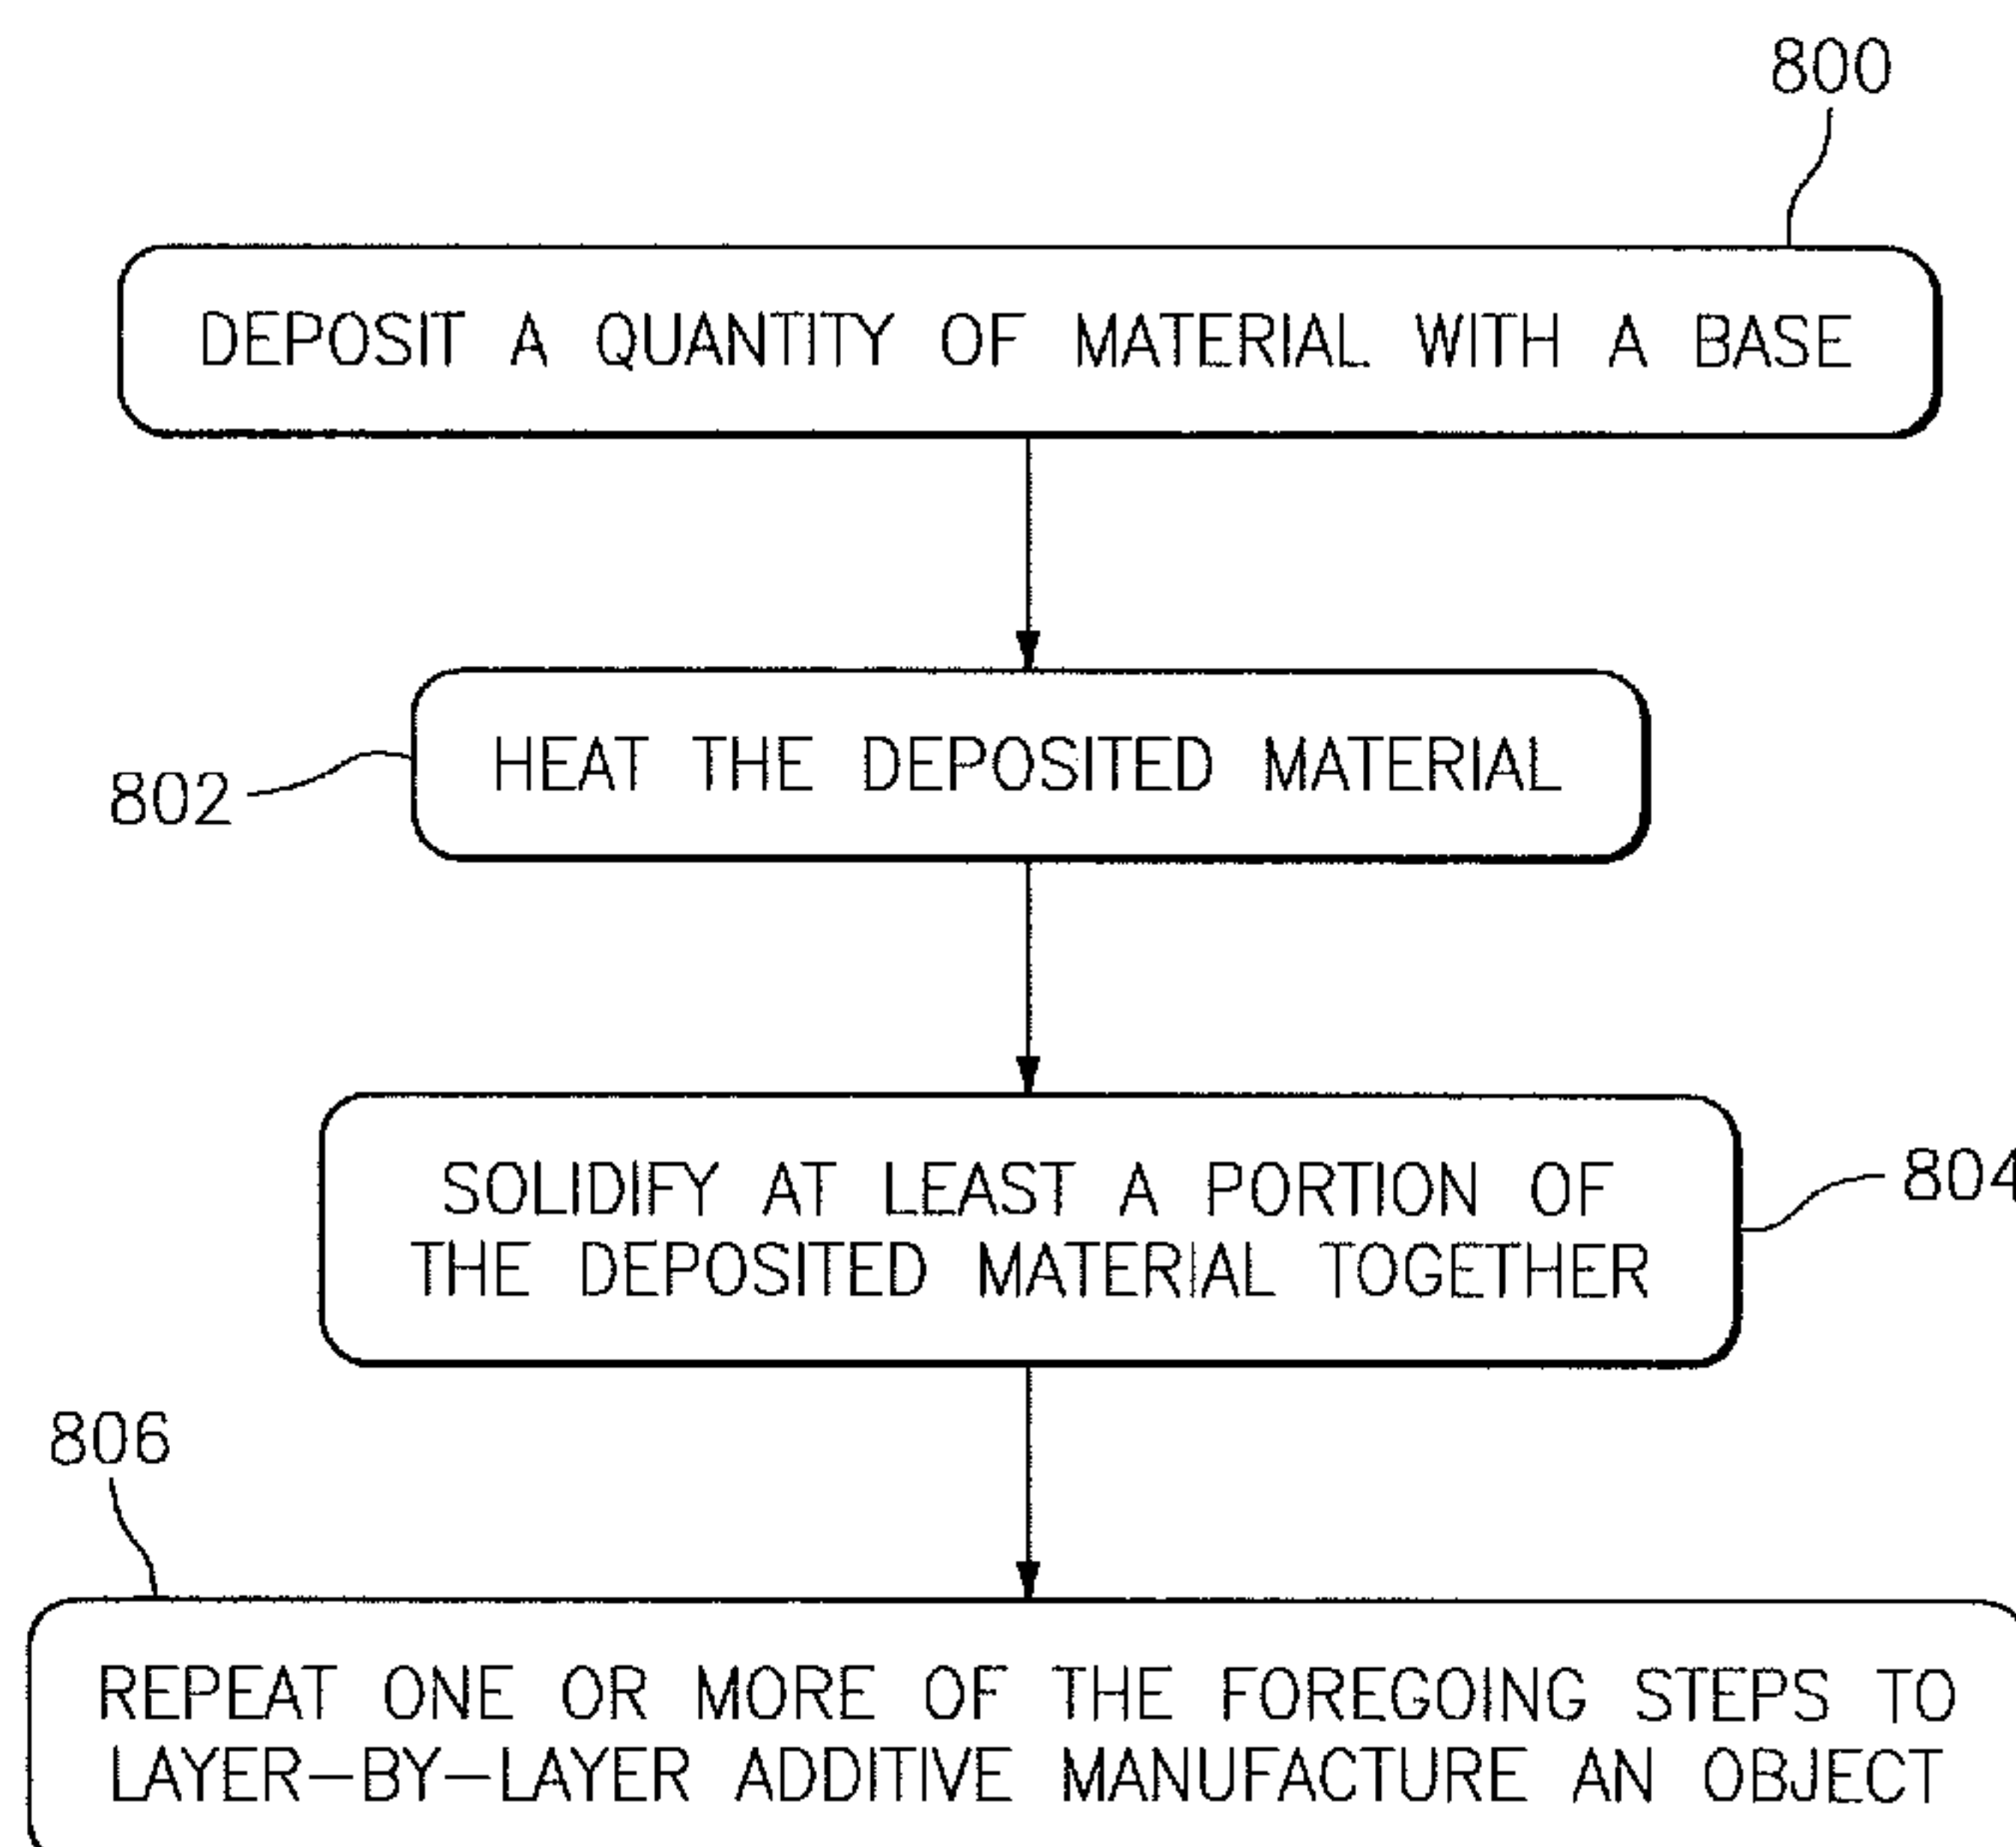 800
DEPOSIT A QUANTITY OF MATERIAL WITH A BASE
802
HEAT THE DEPOSITED MATERIAL
SOLIDIFY AT LEAST A PORTION OF
THE DEPOSITED MATERIAL TOGETHER
804
806
REPEAT ONE OR MORE OF THE FOREGOING STEPS TO
LAYER-BY-LAYER ADDITIVE MANUFACTURE AN OBJECT